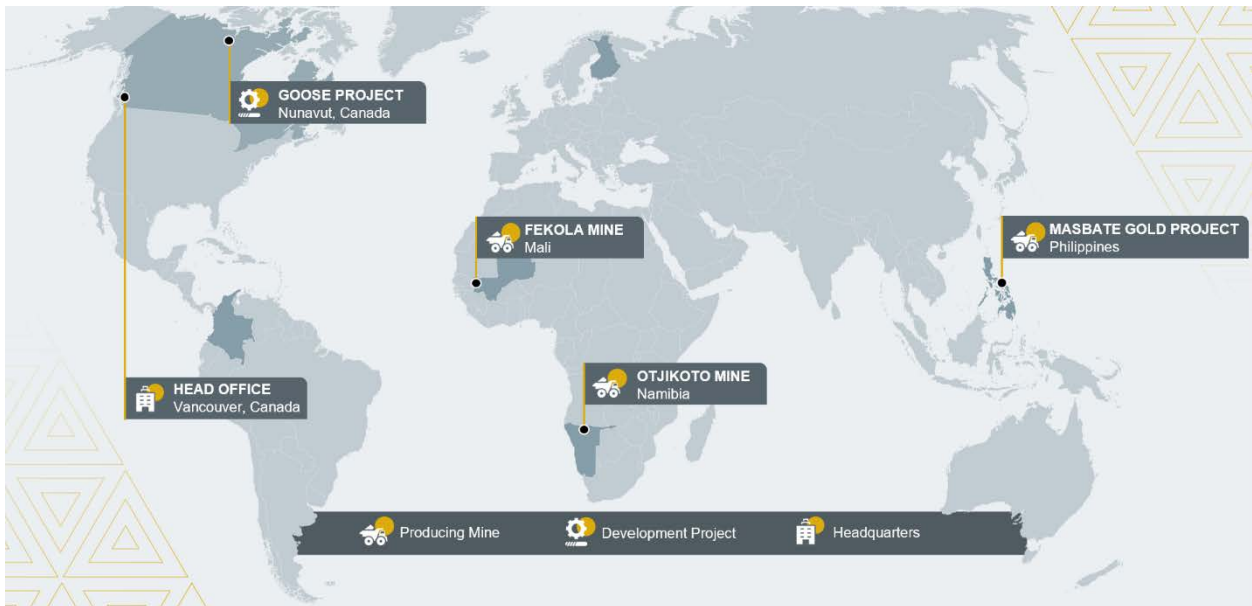 GOOSE PROJECT
Nunavut, Canada
FEKOLA MINE
Mali
MASBATE GOLD PROJECT
Philippines
HEAD OFFICE
Vancouver, Canada
OTJIKOTO MINE
Namibia
Producing Mine
Development Project
Headquarters